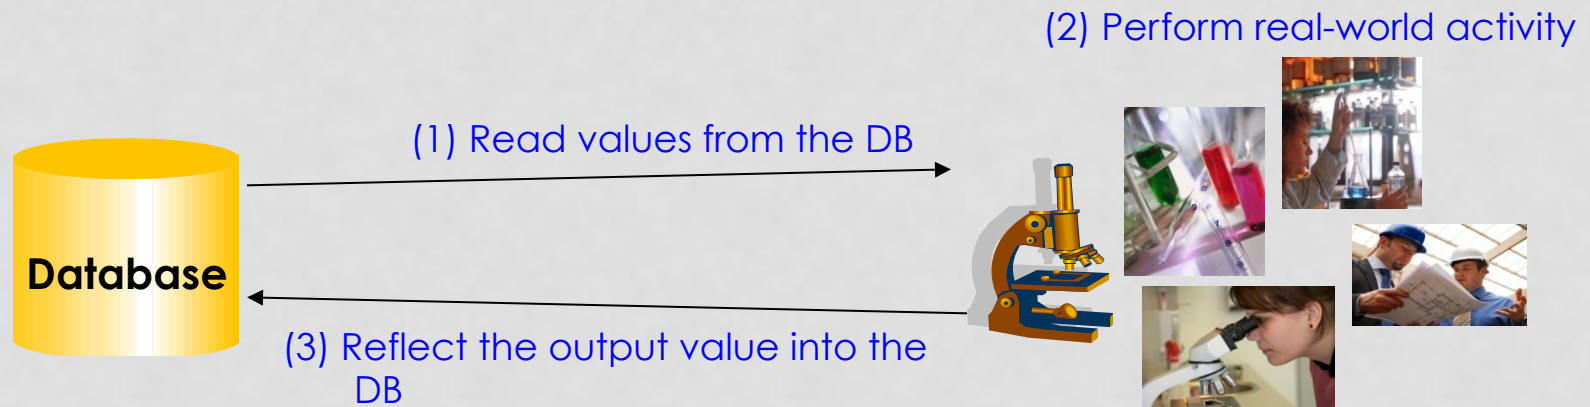 (2) Perform real-world activity
(1) Read values from the DB
Database
(3) Reflect the output value into the
DB